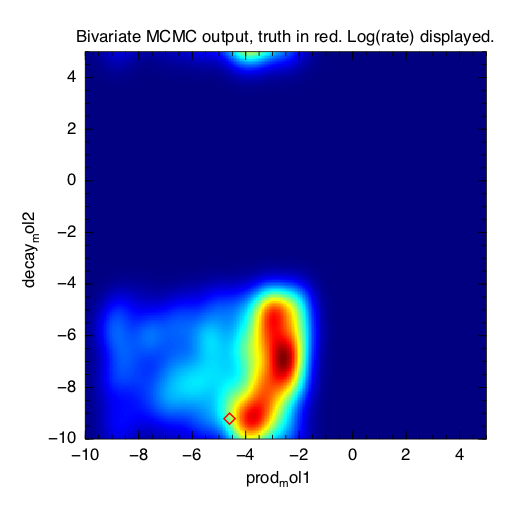 Bivariate MCMC output, truth in red. Log(rate) displayed.
4
2
0
−2
−4
−6
−8
−10
decay_mol2
−10 −8 −6 −4 −2 0 2 4
prod_mol1